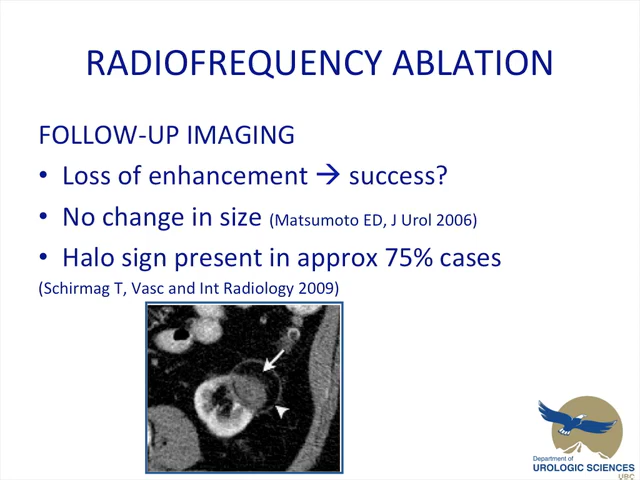 RADIOFREQUENCY ABLATION
FOLLOW-UP IMAGING
• Loss of enhancement → success?
• No change in size (Matsumoto ED, J Urol 2006)
• Halo sign present in approx 75% cases
(Schirmag T, Vasc and Int Radiology 2009)
Department of
UROLOGIC SCIENCES
UBC